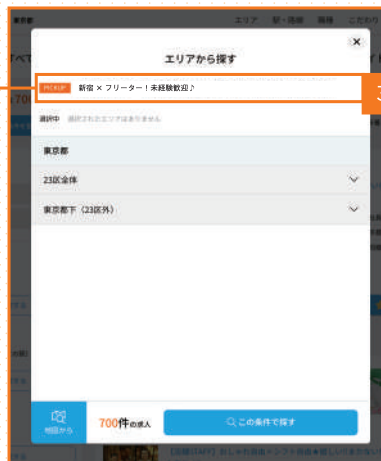 東京都
エリア 駅・路線 職種 こだわり
×
エリアから探す
PICKUP 新宿 × フリーター！未経験歓迎♪
選択中 選択されたエリアはありません
東京都
23区全体
東京都下（23区外）
地図から
700件の求人
この条件で探す